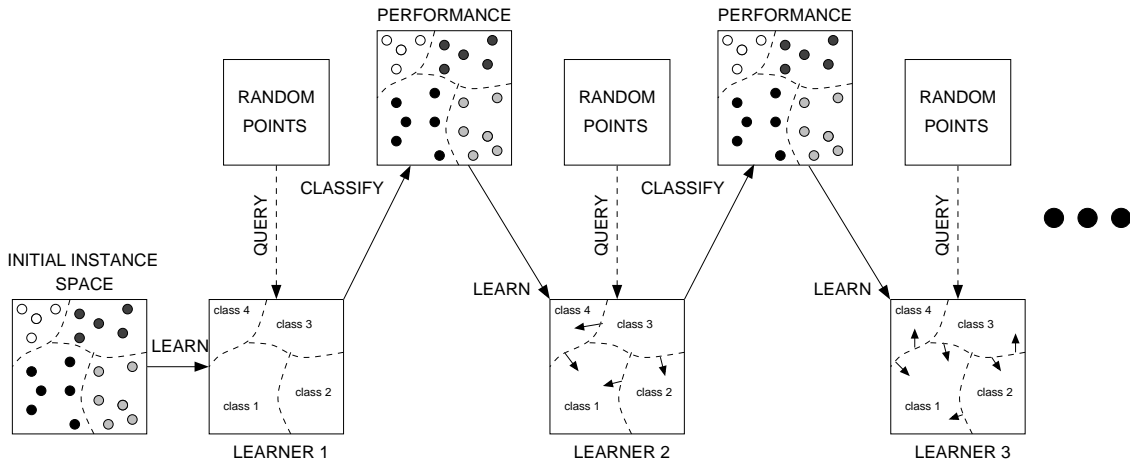 PERFORMANCE
PERFORMANCE
RANDOM
POINTS
RANDOM
POINTS
RANDOM
POINTS
CLASSIFY
CLASSIFY
QUERY
QUERY
QUERY
INITIAL INSTANCE
SPACE
LEARN
LEARN
LEARN
class 4
class 3
class 1
class 2
LEARNER 1
class 4
class 3
class 1
class 2
LEARNER 2
class 4
class 3
class 1
class 2
LEARNER 3